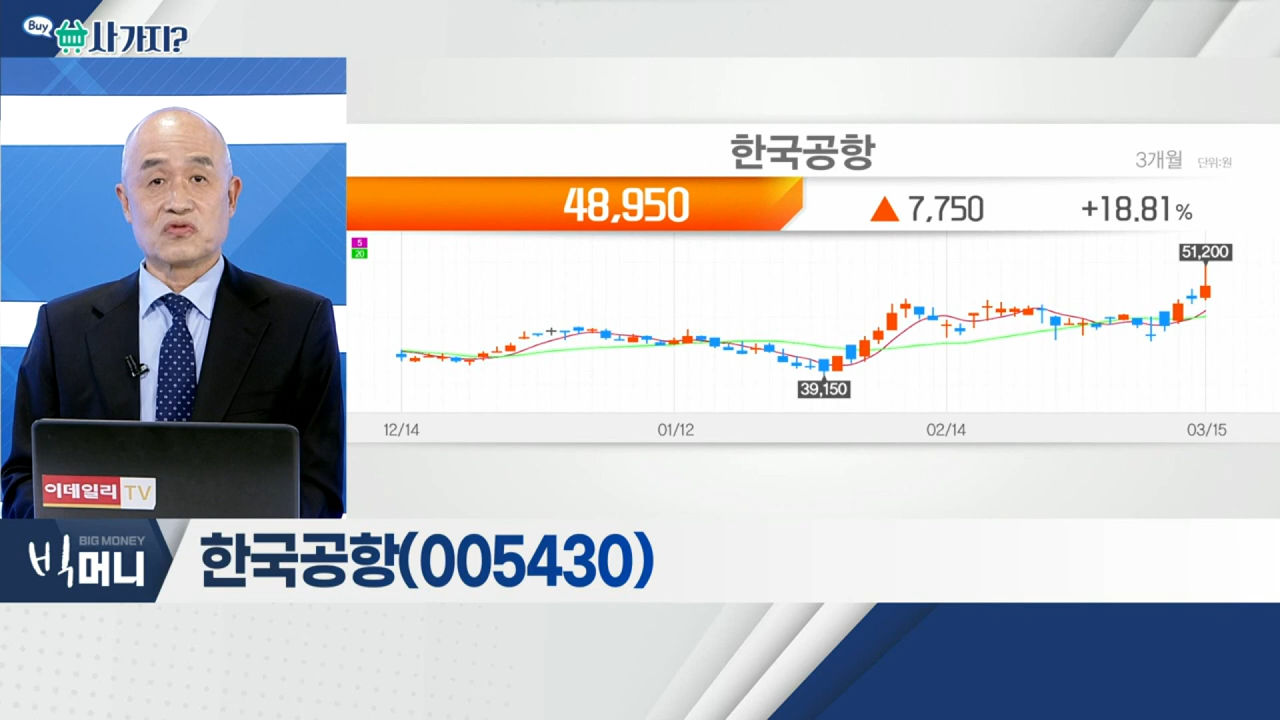 Buy
사가지?
한국공항
3개월 단위:원
48,950 ▲ 7,750 +18.81%
5
20
51,200
39,150
12/14 01/12 02/14 03/15
이데일리 TV
BIG MONEY
빅머니
한국공항(005430)